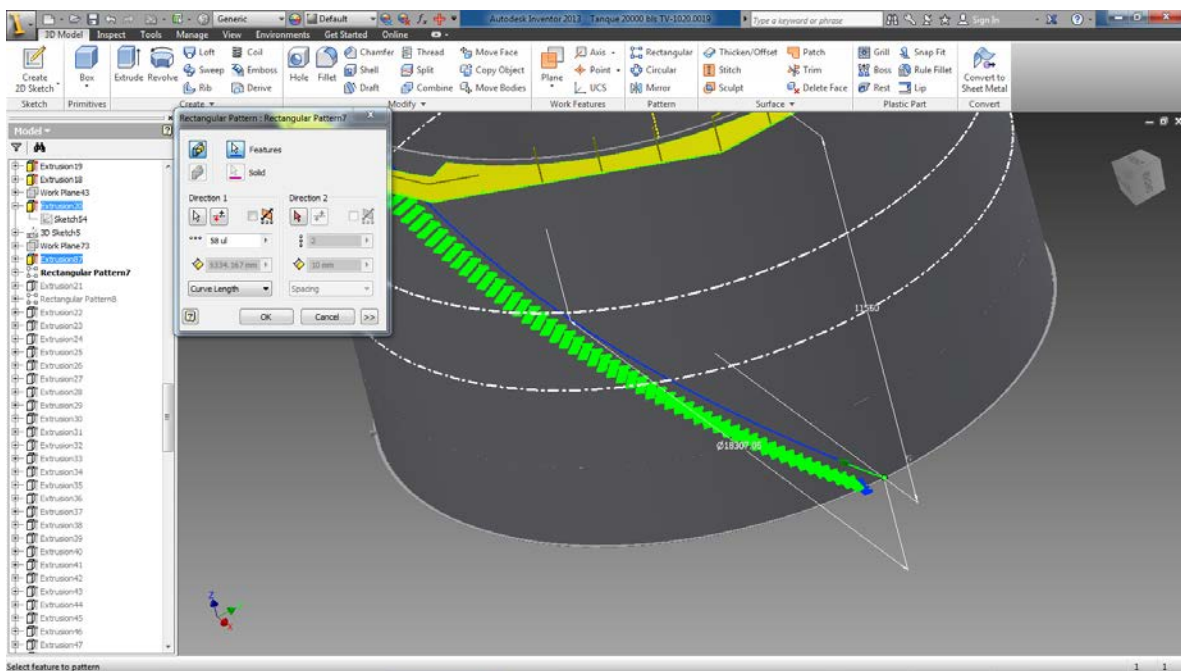 Generic
Default
Autodesk Inventor 2013 Tanque 20000 bls TV-1020.0019
Type a keyword or phrase
Sign In
3D Model Inspect Tools Manage View Environments Get Started Online
Create 2D Sketch
Box
Extrude Revolve
Loft Coil
Sweep Emboss
Rib Derive
Hole Fillet
Chamfer Thread Move Face
Shell Split Copy Object
Draft Combine Move Bodies
Plane
Axis
Point
UCS
Rectangular
Circular
Mirror
Thicken/Offset Patch
Stitch Trim
Sculpt Delete Face
Grill Snap Fit
Boss Rule Fillet
Rest Lip
Convert to Sheet Metal
Sketch Primitives Create Modify Work Features Pattern Surface Plastic Part Convert
Model
Extrusion19
Extrusion18
Work Plane43
Extrusion20
Sketch54
3D Sketch5
Work Plane73
Extrusion87
Rectangular Pattern7
Extrusion21
Rectangular Pattern8
Extrusion22
Extrusion23
Extrusion24
Extrusion25
Extrusion26
Extrusion27
Extrusion28
Extrusion29
Extrusion30
Extrusion31
Extrusion32
Extrusion33
Extrusion34
Extrusion35
Extrusion36
Extrusion37
Extrusion38
Extrusion39
Extrusion40
Extrusion41
Extrusion42
Extrusion43
Extrusion44
Extrusion45
Extrusion46
Extrusion47
Rectangular Pattern : Rectangular Pattern7
Features
Solid
Direction 1 Direction 2
58 ul 2
6334.167 mm 10 mm
Curve Length Spacing
OK Cancel >>
Ø18307.05
Z
X
Select feature to pattern
1 1